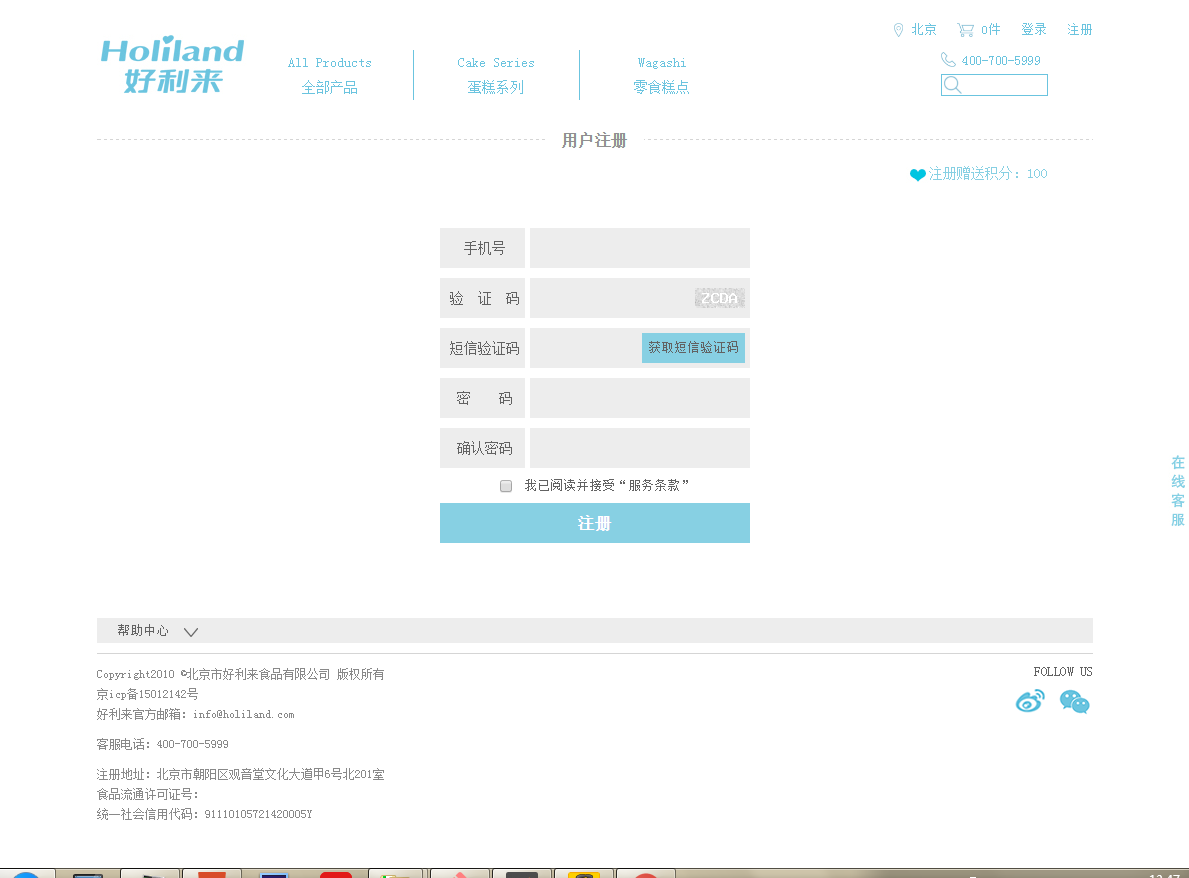 北京 0件 登录 注册
Holiland
好利来
All Products
全部产品
Cake Series
蛋糕系列
Wagashi
零食糕点
400-700-5999
用户注册
注册赠送积分：100
手机号
验 证 码 ZCDA
短信验证码 获取短信验证码
密 码
确认密码
我已阅读并接受“服务条款”
注册
在线客服
帮助中心
Copyright2010 ©北京市好利来食品有限公司 版权所有
京icp备15012142号
好利来官方邮箱：info@holiland.com
客服电话：400-700-5999
注册地址：北京市朝阳区观音堂文化大道甲6号北201室
食品流通许可证号：
统一社会信用代码：91110105721420005Y
FOLLOW US